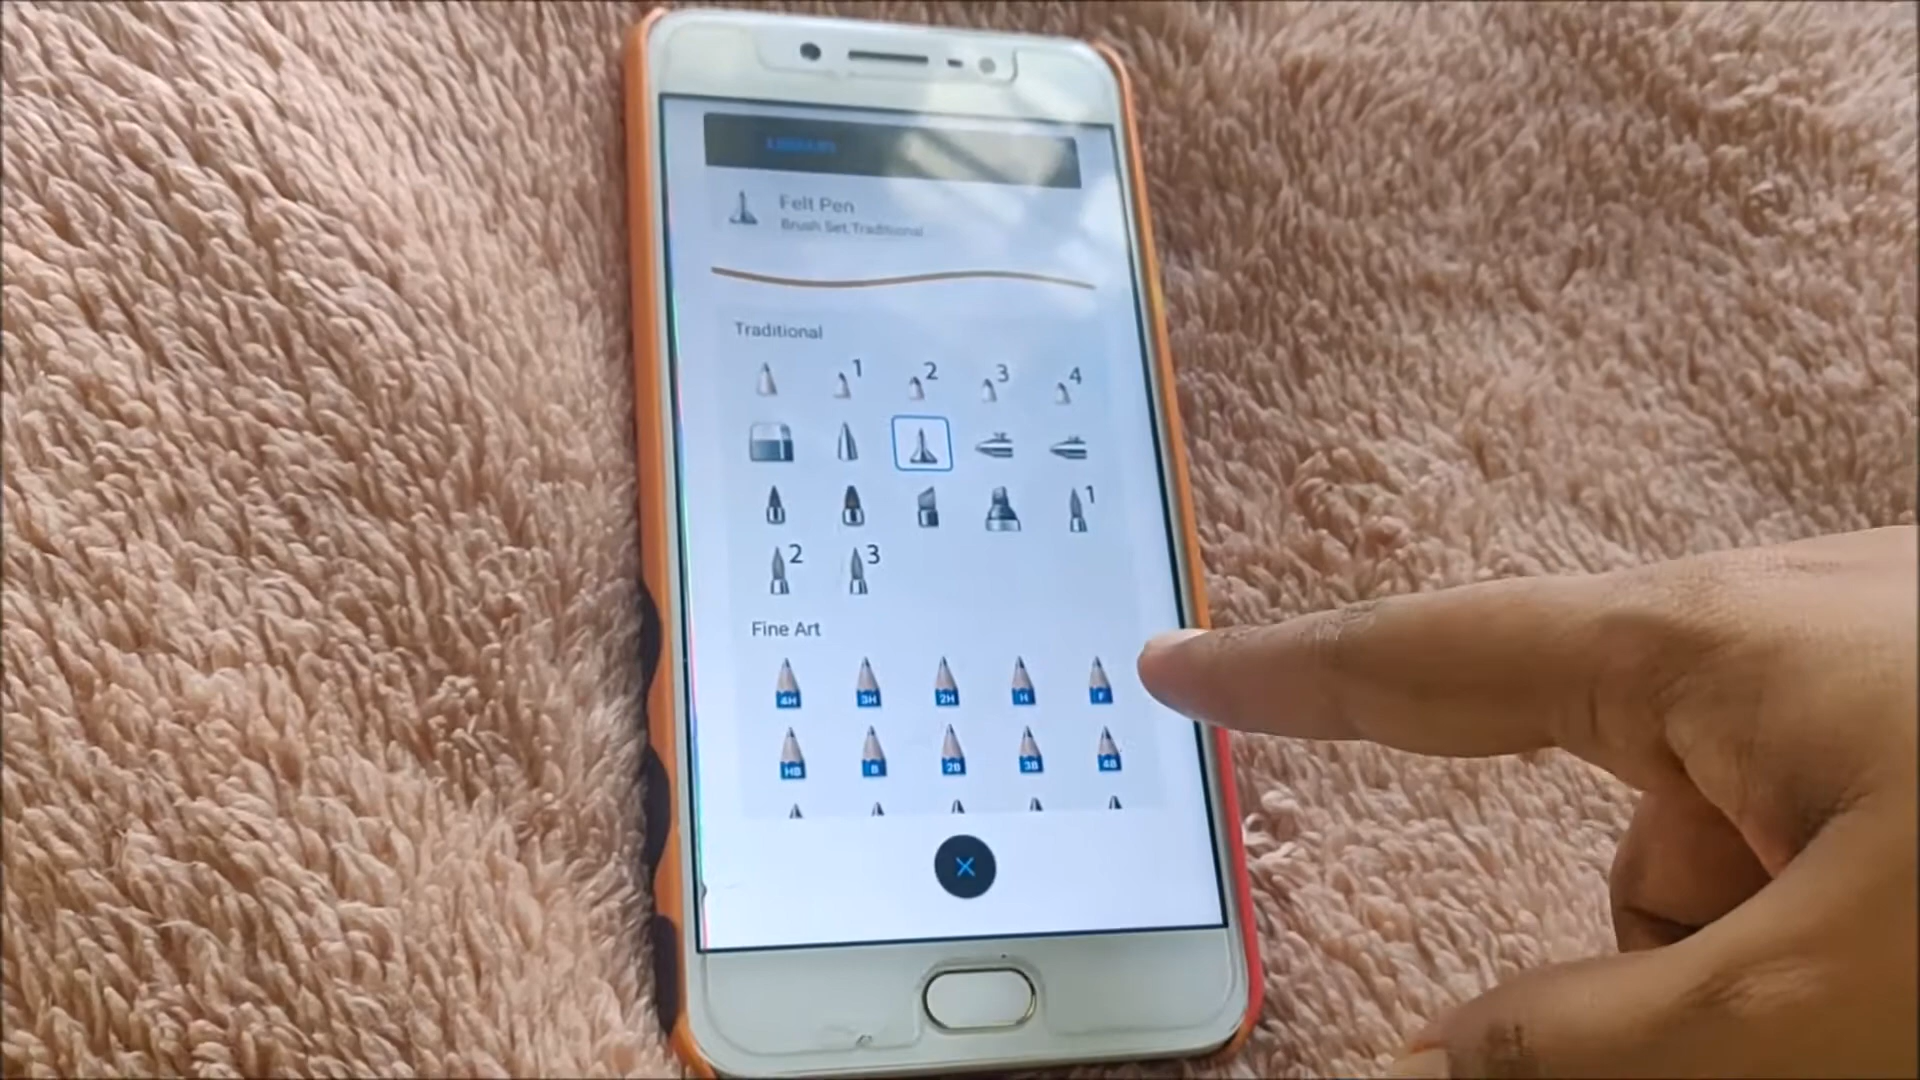 Felt Pen
Brush Set:Traditional
Traditional
1 2 3 4
1
2 3
Fine Art
4H 3H 2H H F
HB B 2B 3B 4B